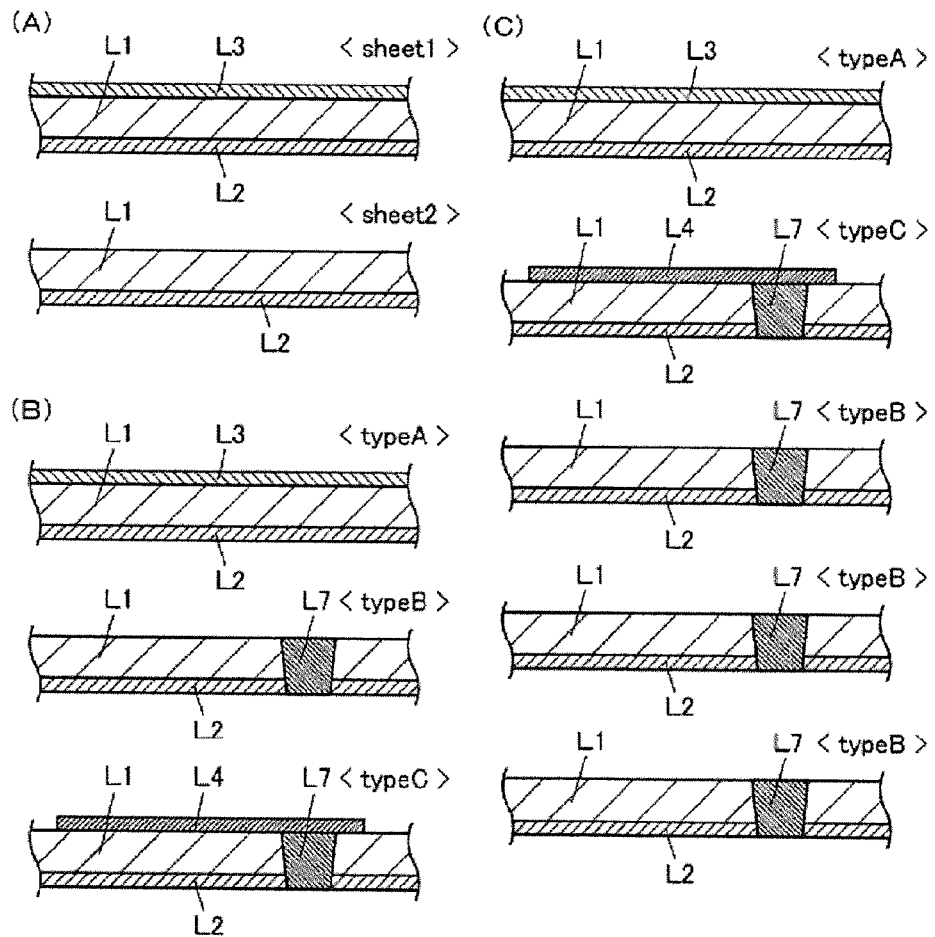 (A)
L1 L3 < sheet1 >
L2
L1 < sheet2 >
L2
(B)
L1 L3 < typeA >
L2
L1 L7 < typeB >
L2
L1 L4 L7 < typeC >
L2
(C)
L1 L3 < typeA >
L2
L1 L4 L7 < typeC >
L2
L1 L7 < typeB >
L2
L1 L7 < typeB >
L2
L1 L7 < typeB >
L2